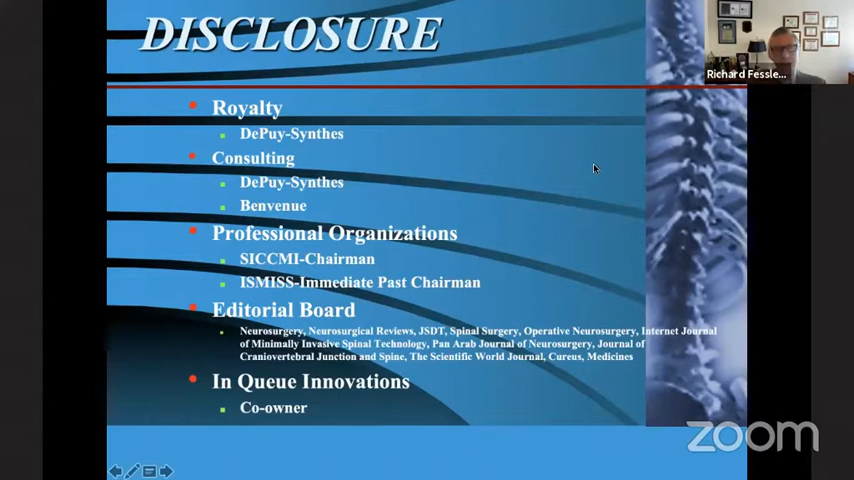 DISCLOSURE
Richard Fessle...
Royalty
DePuy-Synthes
Consulting
DePuy-Synthes
Benvenue
Professional Organizations
SICCMI-Chairman
ISMISS-Immediate Past Chairman
Editorial Board
Neurosurgery, Neurosurgical Reviews, JSDT, Spinal Surgery, Operative Neurosurgery, Internet Journal
of Minimally Invasive Spinal Technology, Pan Arab Journal of Neurosurgery, Journal of
Craniovertebral Junction and Spine, The Scientific World Journal, Cureus, Medicines
In Queue Innovations
Co-owner
zoom